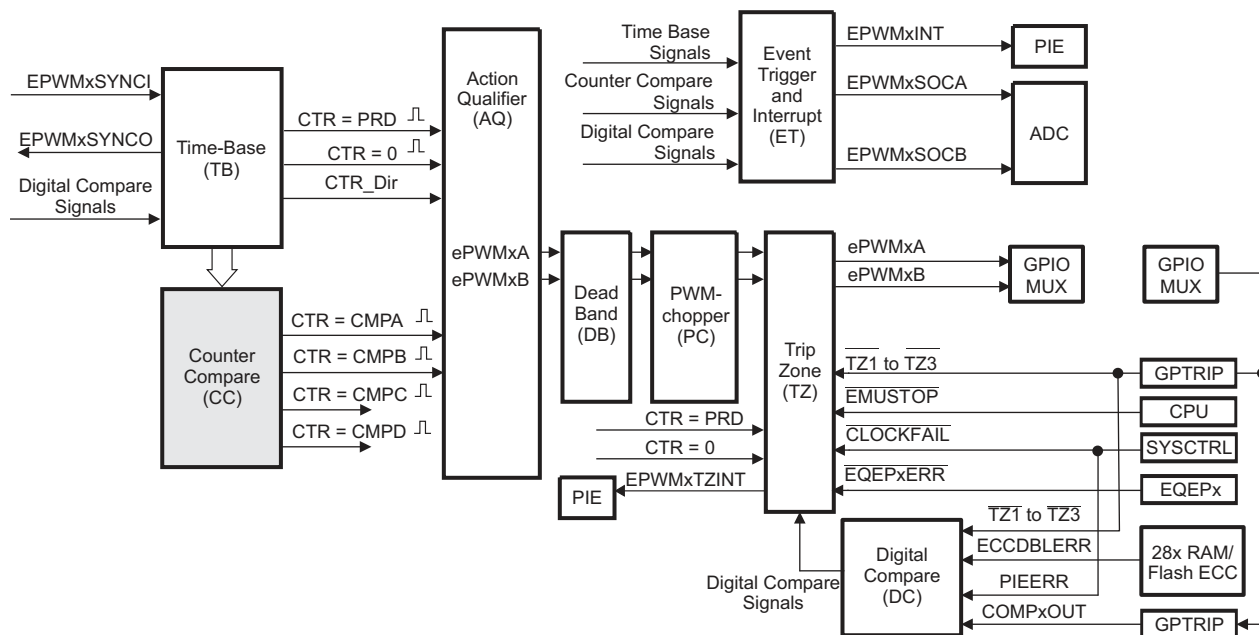 EPWMxSYNCI
EPWMxSYNCO
Digital Compare
Signals
Time-Base
(TB)
CTR = PRD
CTR = 0
CTR_Dir
Counter
Compare
(CC)
CTR = CMPA
CTR = CMPB
CTR = CMPC
CTR = CMPD
Action
Qualifier
(AQ)
ePWMxA
ePWMxB
Time Base
Signals
Counter Compare
Signals
Digital Compare
Signals
Event
Trigger
and
Interrupt
(ET)
EPWMxINT
EPWMxSOCA
EPWMxSOCB
PIE
ADC
Dead
Band
(DB)
PWM-
chopper
(PC)
Trip
Zone
(TZ)
ePWMxA
ePWMxB
GPIO
MUX
GPIO
MUX
TZ1 to TZ3
EMUSTOP
CLOCKFAIL
EQEPxERR
GPTRIP
CPU
SYSCTRL
EQEPx
CTR = PRD
CTR = 0
EPWMxTZINT
PIE
Digital Compare
Signals
Digital
Compare
(DC)
TZ1 to TZ3
ECCDBLERR
PIEERR
COMPxOUT
28x RAM/
Flash ECC
GPTRIP